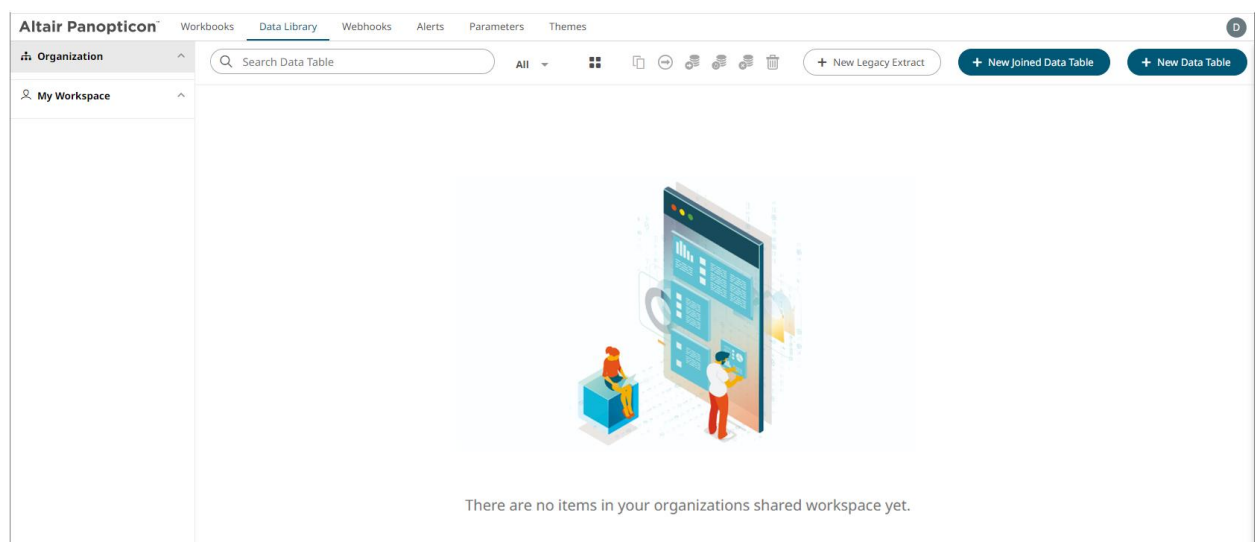 Altair Panopticon™ Workbooks Data Library Webhooks Alerts Parameters Themes D
Organization Search Data Table All + New Legacy Extract + New Joined Data Table + New Data Table
My Workspace
There are no items in your organizations shared workspace yet.